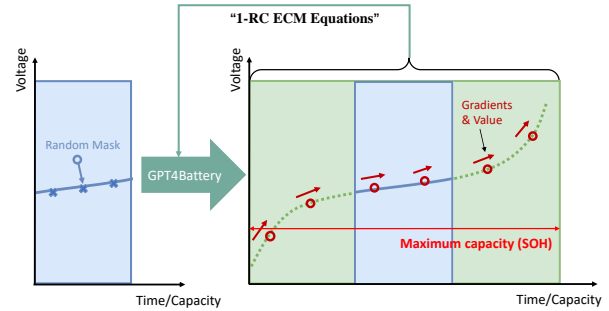 “1-RC ECM Equations”
Voltage
Random Mask
GPT4Battery
Time/Capacity
Voltage
Gradients
& Value
Maximum capacity (SOH)
Time/Capacity